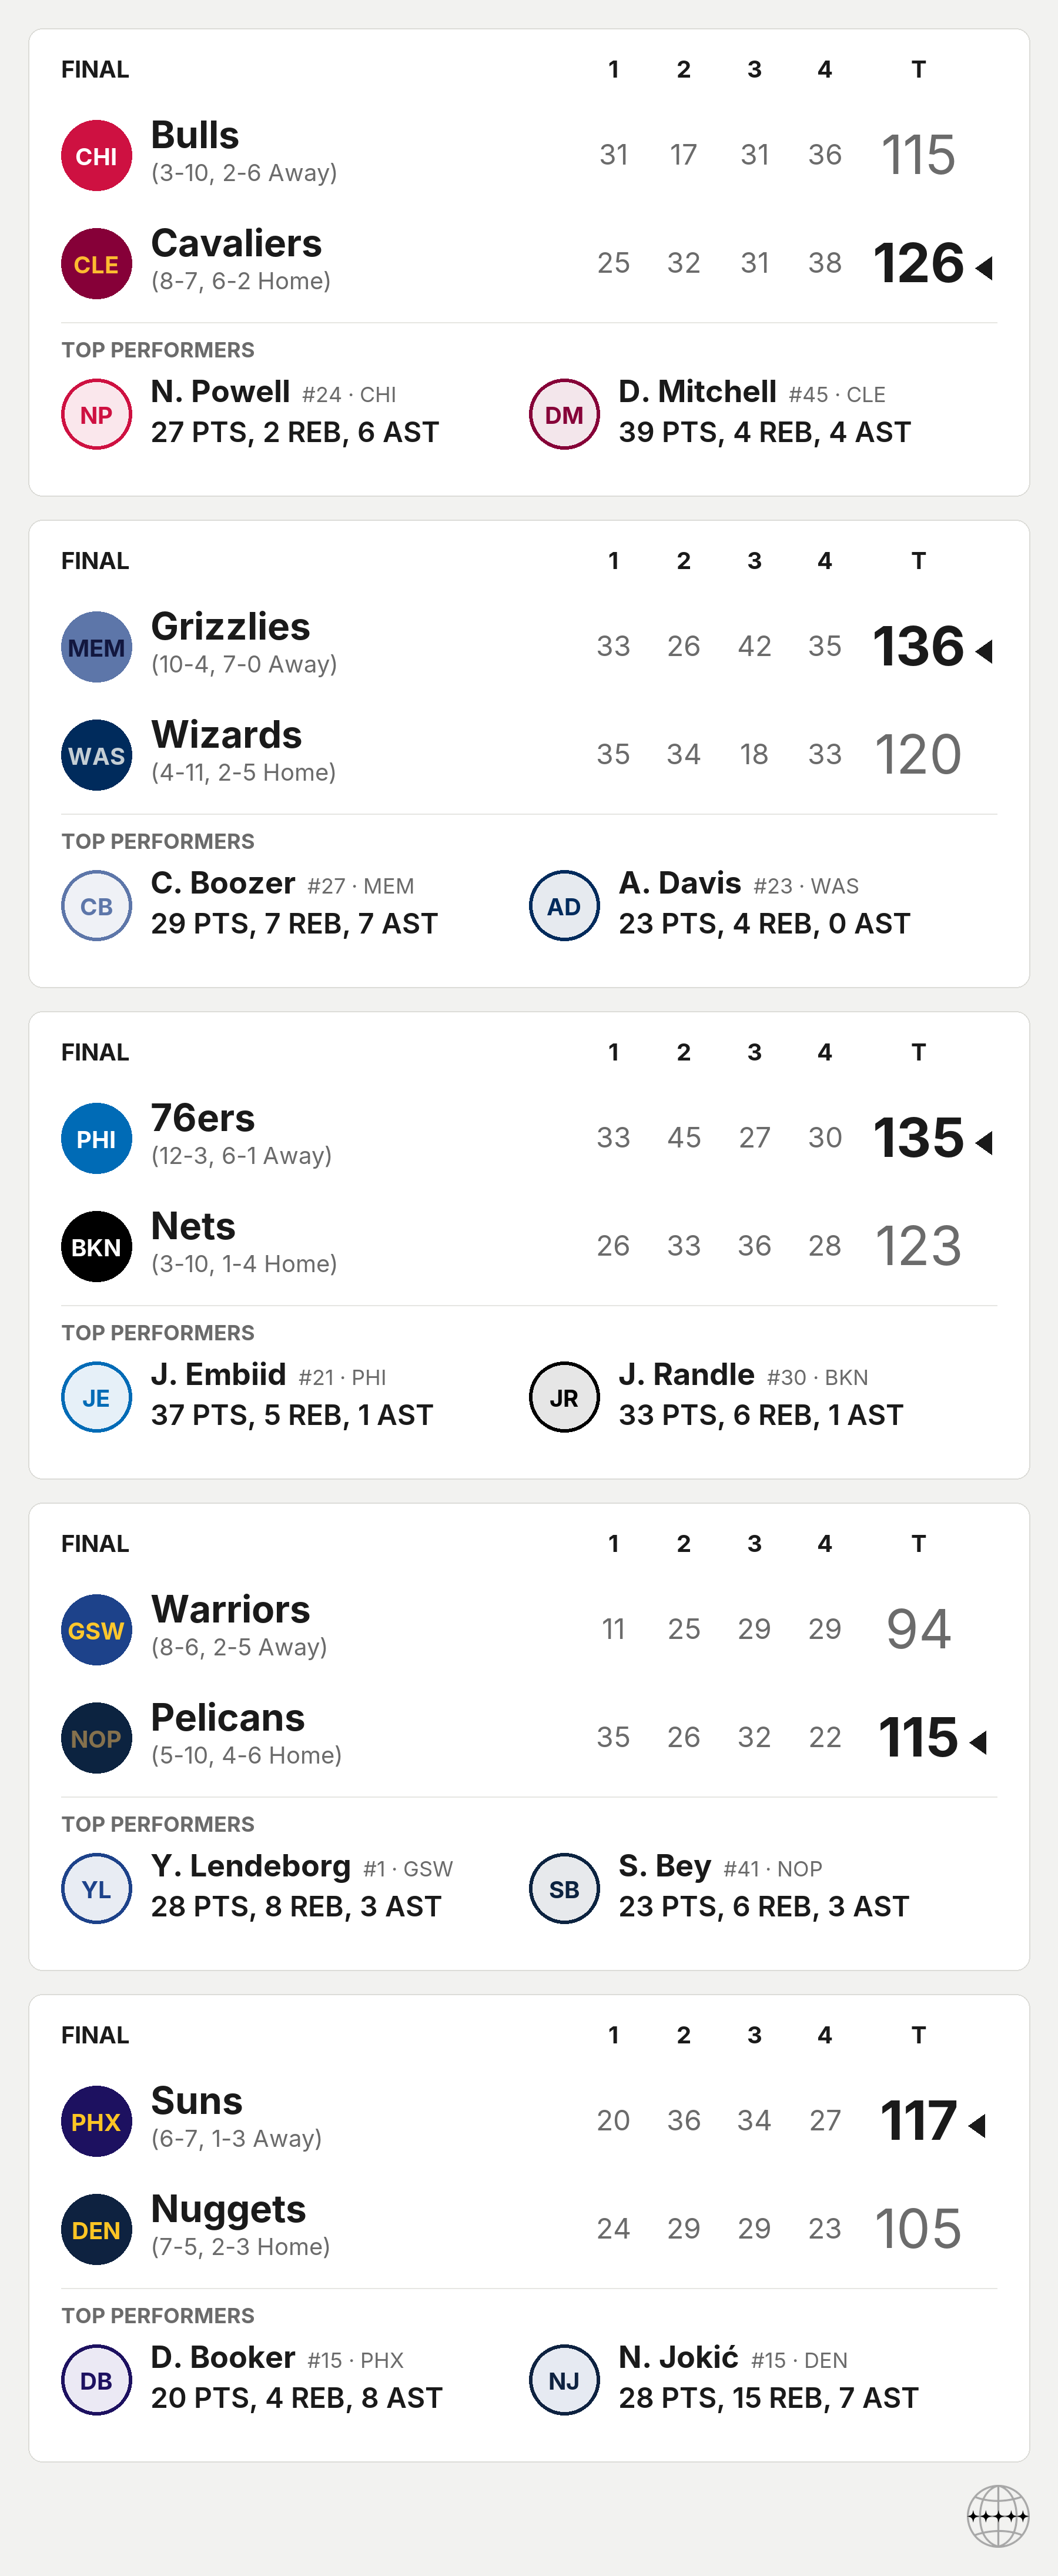 FINAL 1 2 3 4 T
CHI Bulls 31 17 31 36 115
(3-10, 2-6 Away)
CLE Cavaliers 25 32 31 38 126
(8-7, 6-2 Home)
TOP PERFORMERS
NP N. Powell #24 · CHI DM D. Mitchell #45 · CLE
27 PTS, 2 REB, 6 AST 39 PTS, 4 REB, 4 AST
FINAL 1 2 3 4 T
MEM Grizzlies 33 26 42 35 136
(10-4, 7-0 Away)
WAS Wizards 35 34 18 33 120
(4-11, 2-5 Home)
TOP PERFORMERS
CB C. Boozer #27 · MEM AD A. Davis #23 · WAS
29 PTS, 7 REB, 7 AST 23 PTS, 4 REB, 0 AST
FINAL 1 2 3 4 T
PHI 76ers 33 45 27 30 135
(12-3, 6-1 Away)
BKN Nets 26 33 36 28 123
(3-10, 1-4 Home)
TOP PERFORMERS
JE J. Embiid #21 · PHI JR J. Randle #30 · BKN
37 PTS, 5 REB, 1 AST 33 PTS, 6 REB, 1 AST
FINAL 1 2 3 4 T
GSW Warriors 11 25 29 29 94
(8-6, 2-5 Away)
NOP Pelicans 35 26 32 22 115
(5-10, 4-6 Home)
TOP PERFORMERS
YL Y. Lendeborg #1 · GSW SB S. Bey #41 · NOP
28 PTS, 8 REB, 3 AST 23 PTS, 6 REB, 3 AST
FINAL 1 2 3 4 T
PHX Suns 20 36 34 27 117
(6-7, 1-3 Away)
DEN Nuggets 24 29 29 23 105
(7-5, 2-3 Home)
TOP PERFORMERS
DB D. Booker #15 · PHX NJ N. Jokić #15 · DEN
20 PTS, 4 REB, 8 AST 28 PTS, 15 REB, 7 AST